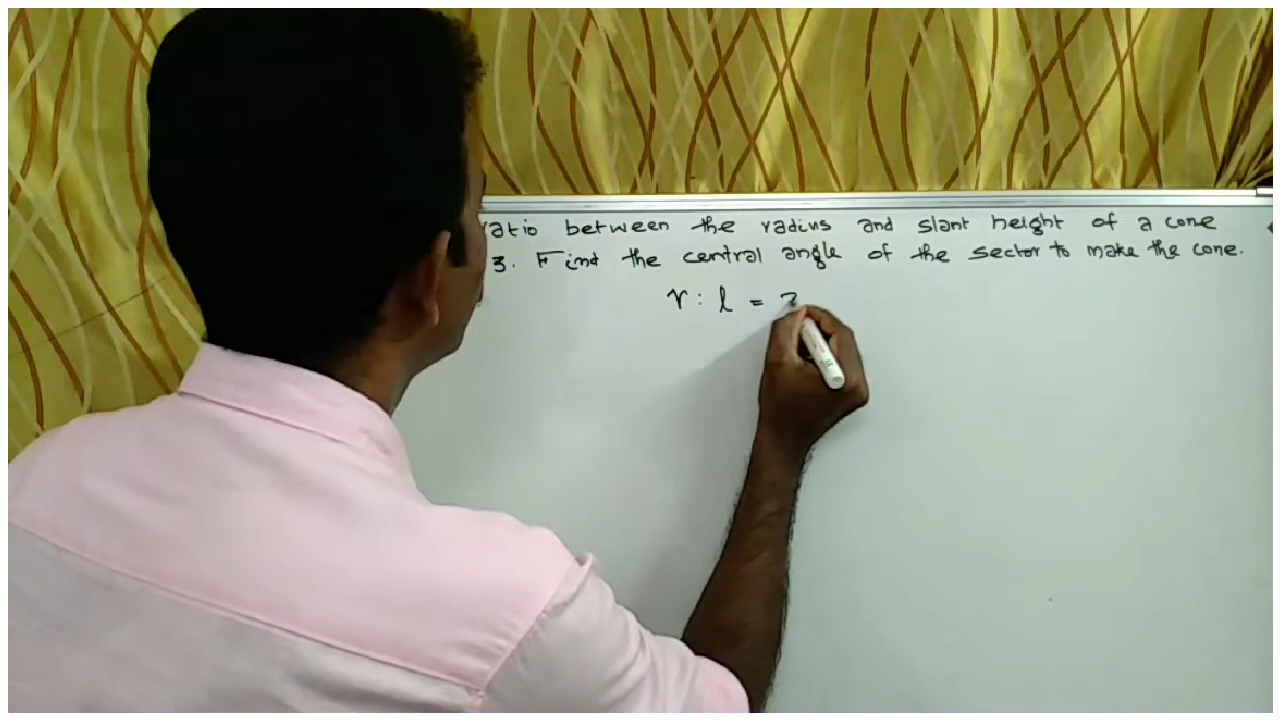 ratio between the radius and slant height of a cone
3. Find the central angle of the sector to make the cone.
r : l = 2